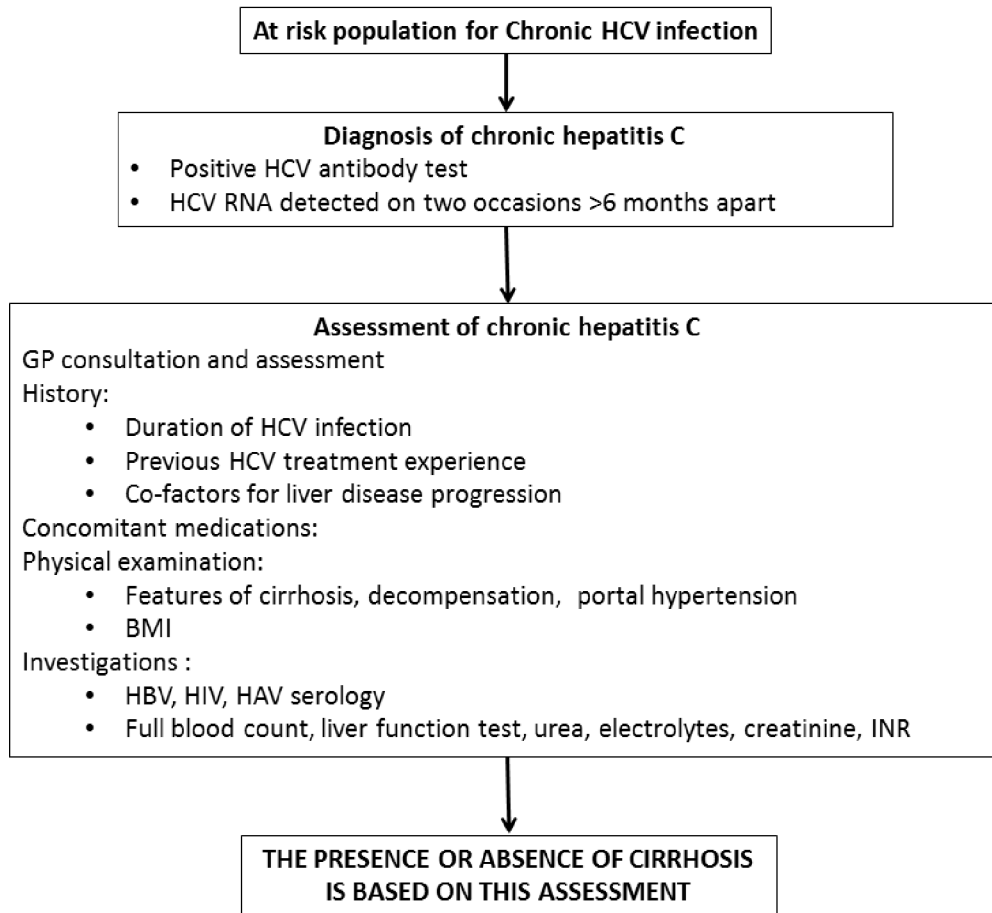 At risk population for Chronic HCV infection
Diagnosis of chronic hepatitis C
• Positive HCV antibody test
• HCV RNA detected on two occasions >6 months apart
Assessment of chronic hepatitis C
GP consultation and assessment
History:
• Duration of HCV infection
• Previous HCV treatment experience
• Co-factors for liver disease progression
Concomitant medications:
Physical examination:
• Features of cirrhosis, decompensation, portal hypertension
• BMI
Investigations :
• HBV, HIV, HAV serology
• Full blood count, liver function test, urea, electrolytes, creatinine, INR
THE PRESENCE OR ABSENCE OF CIRRHOSIS
IS BASED ON THIS ASSESSMENT